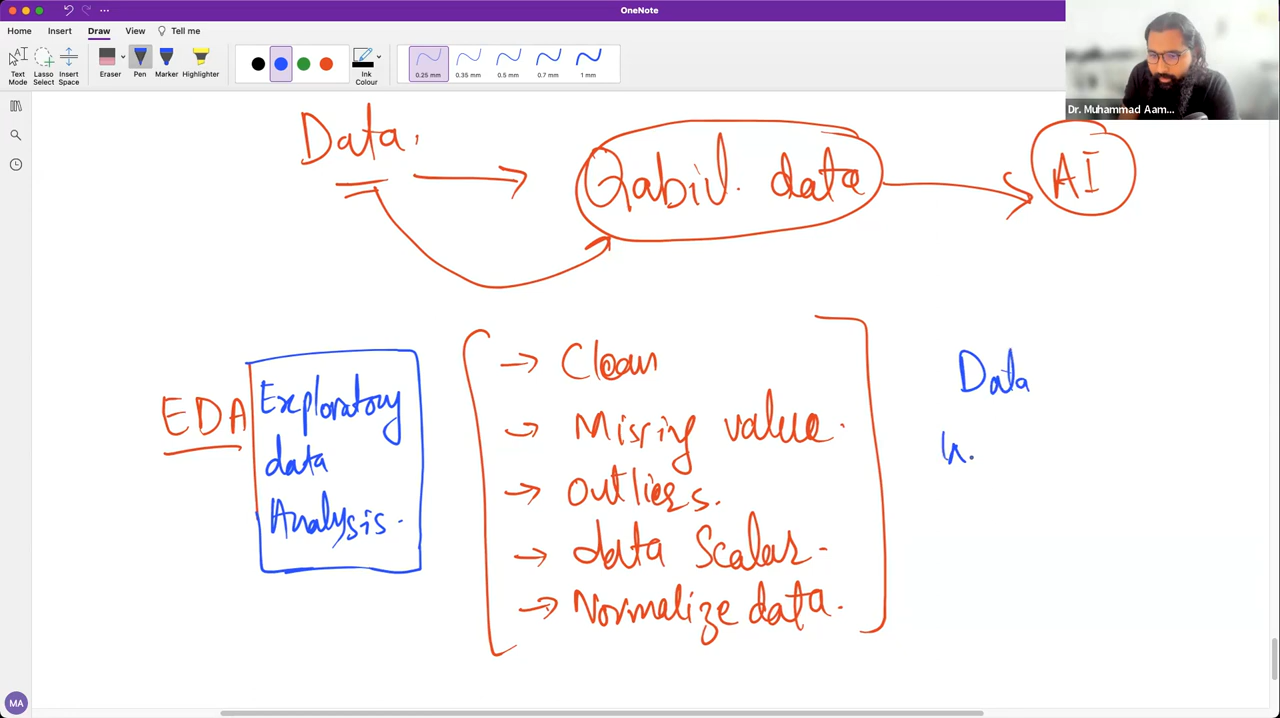 OneNote
Home Insert Draw View Tell me
Text Mode
Lasso Select
Insert Space
Eraser
Pen
Marker
Highlighter
Ink Colour
0.25 mm
0.35 mm
0.5 mm
0.7 mm
1 mm
Dr. Muhammad Aam...
Data.
Qabil. data
AI
EDA
Exploratory
data
Analysis.
→ Clean
→ Missing value.
→ Outliers.
→ data Scalar.
→ Normalize data.
Data
MA